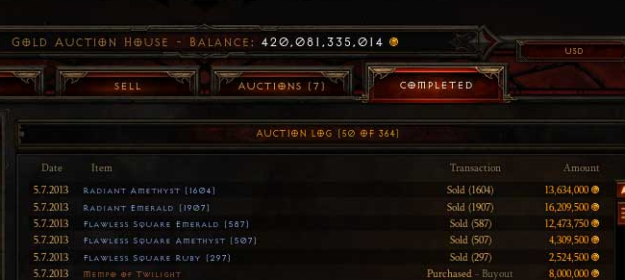 GOLD AUCTION HOUSE - BALANCE: 420,081,335,014
USD
SELL AUCTIONS (7) COMPLETED
AUCTION LOG (50 OF 364)
Date Item Transaction Amount
5.7.2013 RADIANT AMETHYST (1604) Sold (1604) 13,634,000
5.7.2013 RADIANT EMERALD (1907) Sold (1907) 16,209,500
5.7.2013 FLAWLESS SQUARE EMERALD (587) Sold (587) 12,473,750
5.7.2013 FLAWLESS SQUARE AMETHYST (507) Sold (507) 4,309,500
5.7.2013 FLAWLESS SQUARE RUBY (297) Sold (297) 2,524,500
5.7.2013 MEMPO OF TWILIGHT Purchased - Buyout 8,000,000